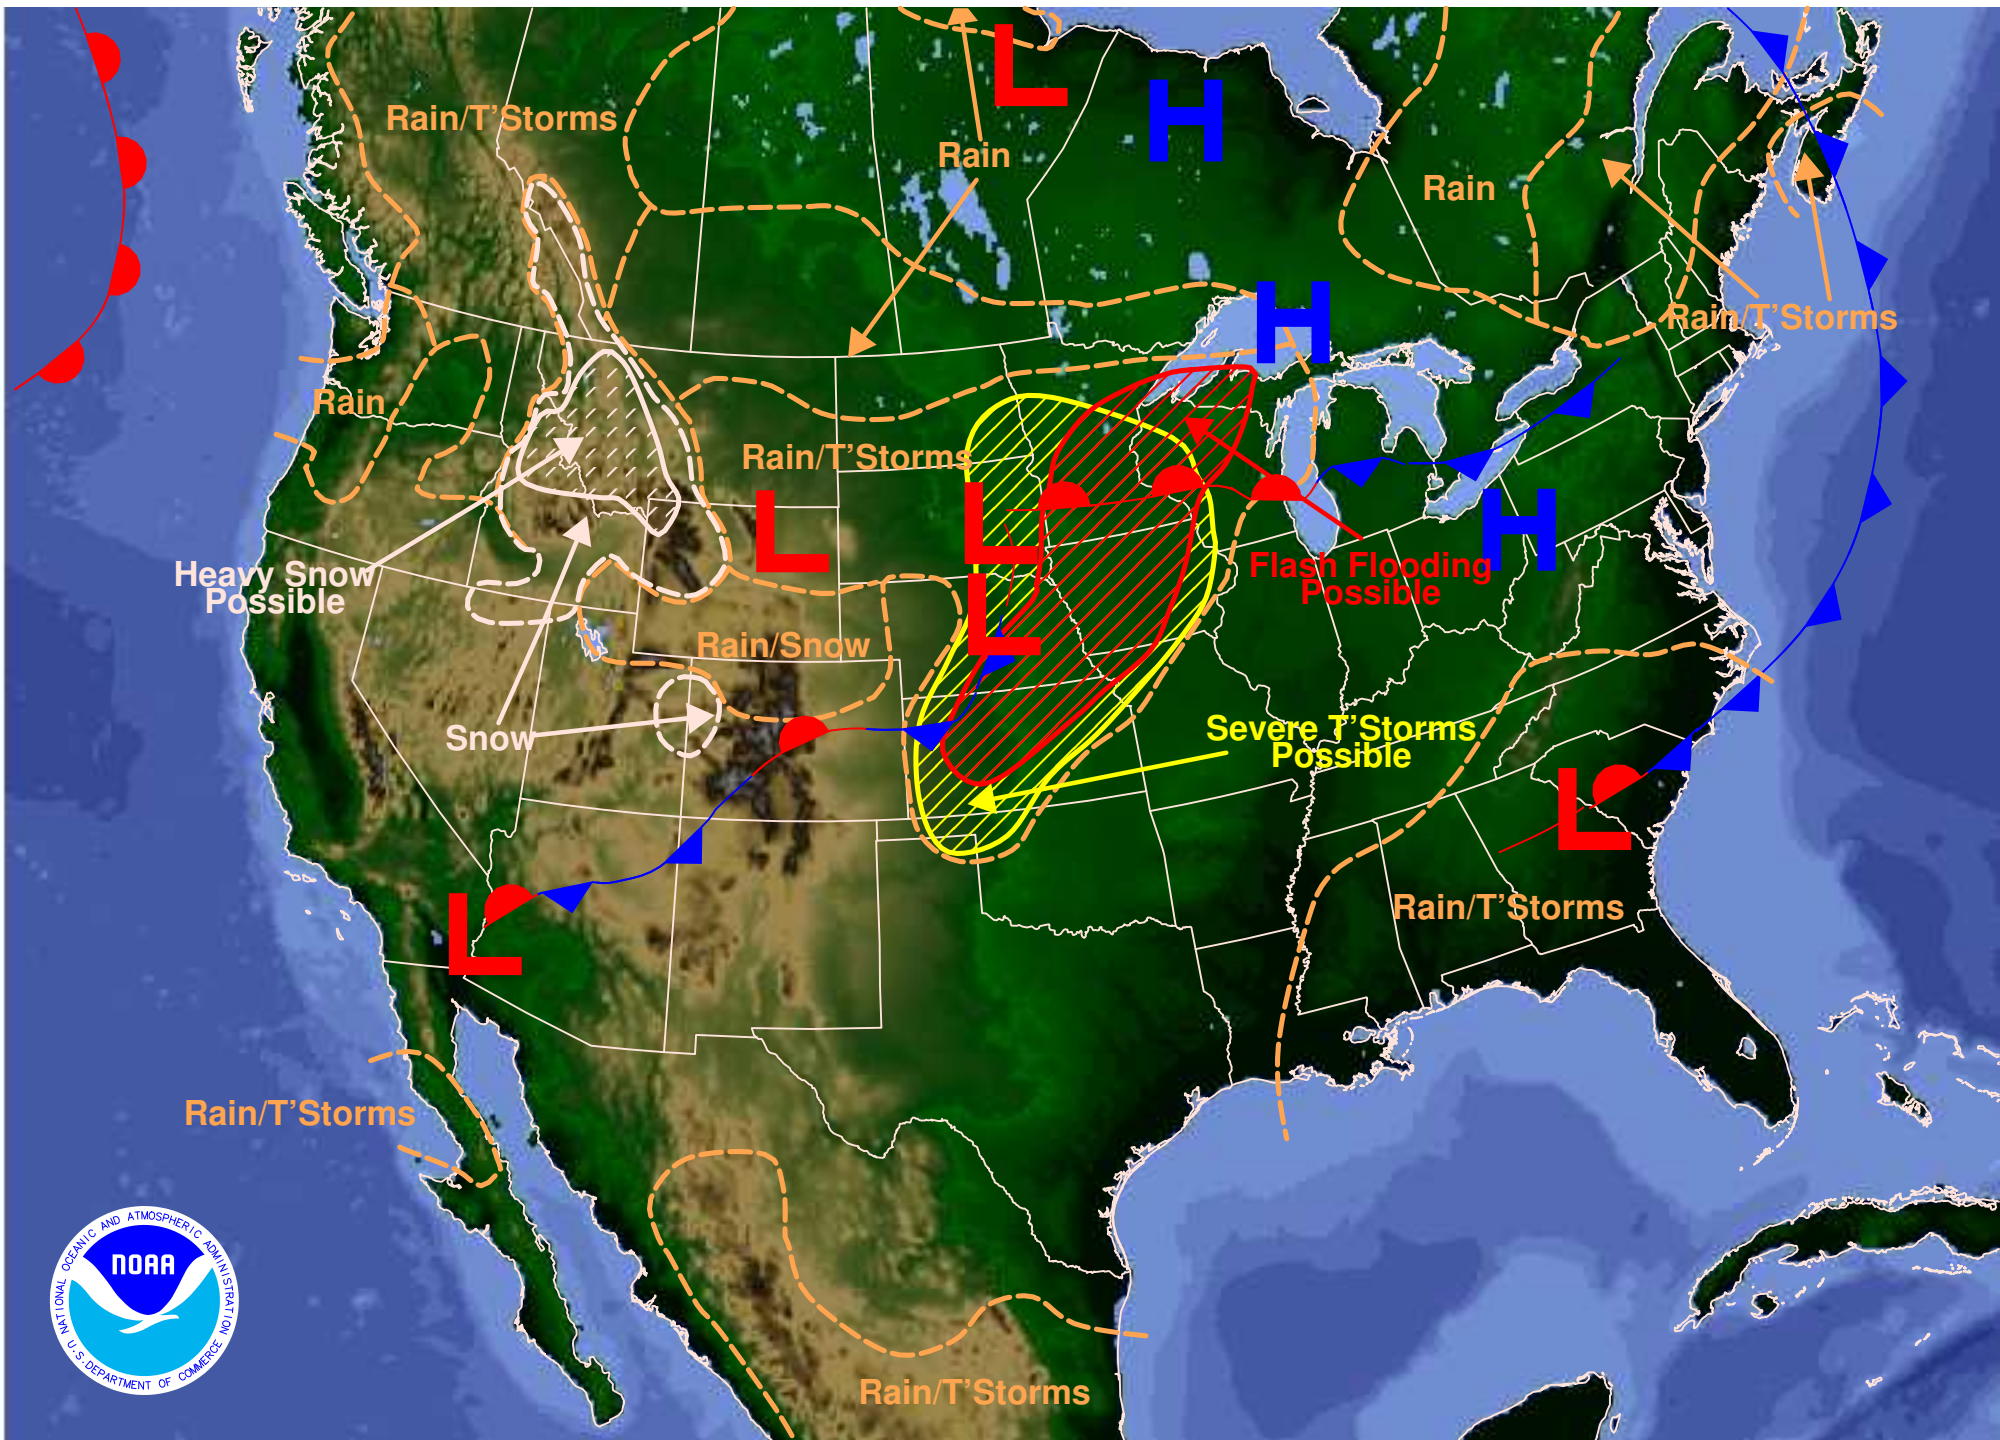 L
H
Rain/T'Storms
Rain
Rain
H
Rain/T'Storms
Rain
Rain/T'Storms
L
L
H
Heavy Snow
Possible
Flash Flooding
Possible
L
Rain/Snow
Snow
Severe T'Storms
Possible
L
L
Rain/T'Storms
Rain/T'Storms
NATIONAL OCEANIC AND ATMOSPHERIC ADMINISTRATION
NOAA
U.S. DEPARTMENT OF COMMERCE
Rain/T'Storms